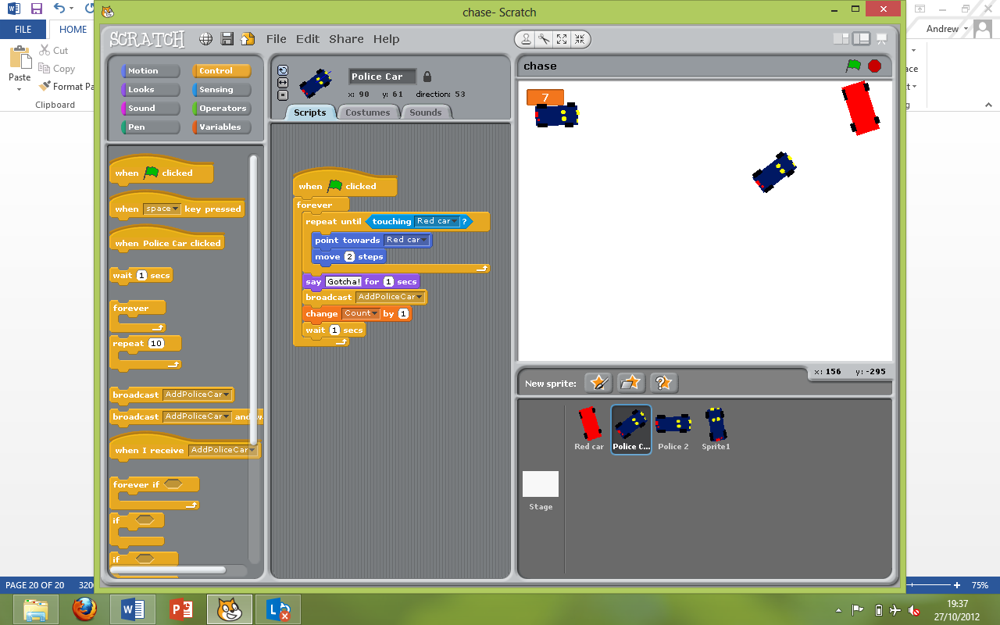 chase- Scratch
FILE
HOME
Andrew
Paste
Cut
Copy
Format Pa
Clipboard
SCRATCH
File Edit Share Help
Motion
Control
Looks
Sensing
Sound
Operators
Pen
Variables
Police Car
x: 90 y: 61 direction: 53
Scripts
Costumes
Sounds
chase
7
when clicked
when space key pressed
when Police Car clicked
wait 1 secs
forever
repeat 10
broadcast AddPoliceCar
broadcast AddPoliceCar and w
when I receive AddPoliceCar
forever if
if
if
when clicked
forever
repeat until touching Red car ?
point towards Red car
move 2 steps
say Gotcha! for 1 secs
broadcast AddPoliceCar
change Count by 1
wait 1 secs
x: 156 y: -295
New sprite:
Red car
Police C...
Police 2
Sprite1
Stage
PAGE 20 OF 20 320
75%
19:37
27/10/2012